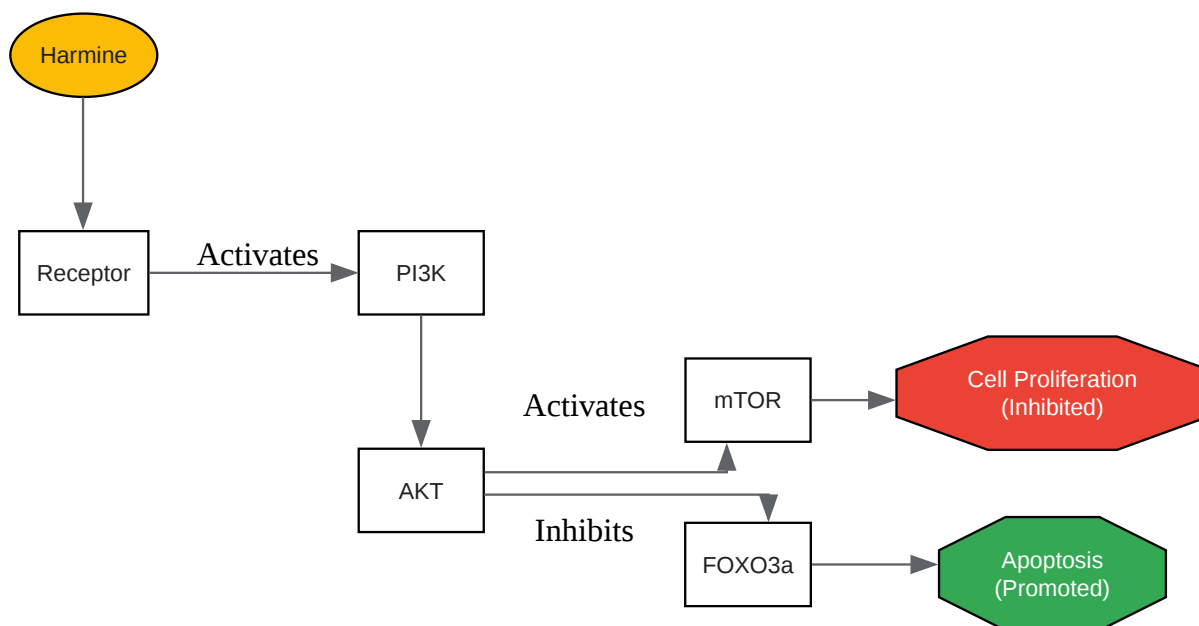 Harmine
Receptor
Activates
PI3K
Activates
mTOR
Cell Proliferation
(Inhibited)
AKT
Inhibits
FOXO3a
Apoptosis
(Promoted)